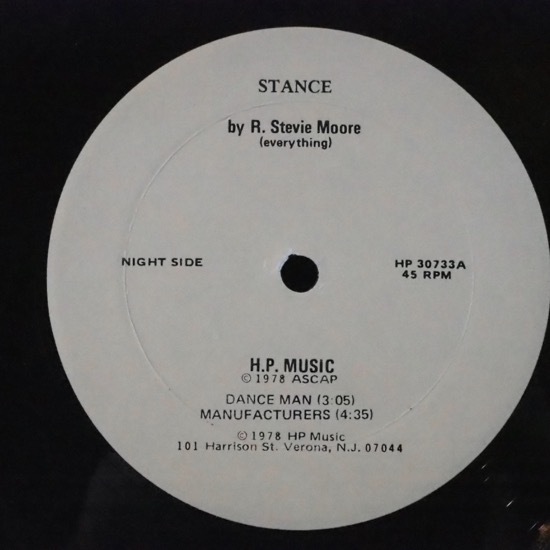 STANCE
by R. Stevie Moore
(everything)
NIGHT SIDE
HP 30733A
45 RPM
H.P. MUSIC
© 1978 ASCAP
DANCE MAN (3:05)
MANUFACTURERS (4:35)
© 1978 HP Music
101 Harrison St. Verona, N.J. 07044